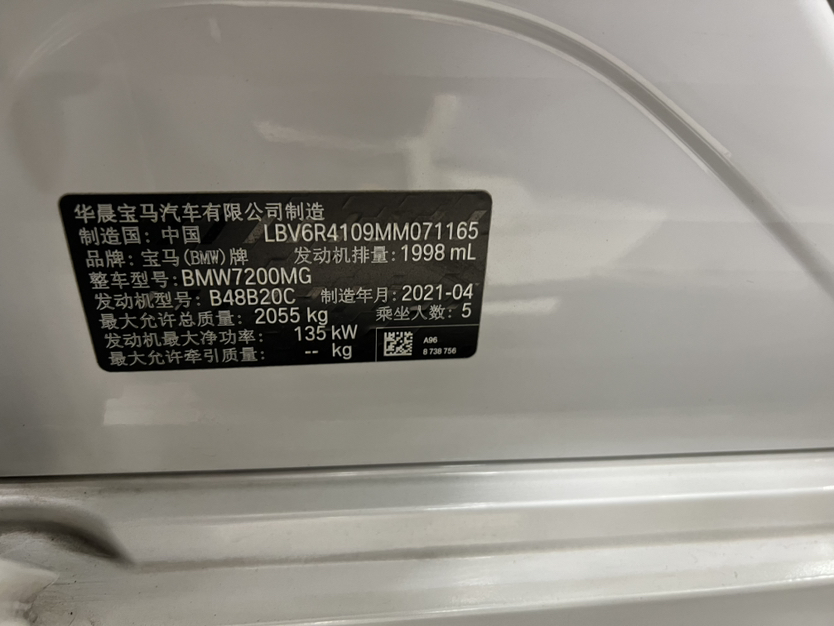 华晨宝马汽车有限公司制造
制造国: 中国 LBV6R4109MM071165
品牌: 宝马(BMW)牌 发动机排量: 1998 mL
整车型号: BMW7200MG
发动机型号: B48B20C 制造年月: 2021-04
最大允许总质量: 2055 kg 乘坐人数: 5
发动机最大净功率: 135 kW
最大允许牵引质量: -- kg
A96
8 738 756